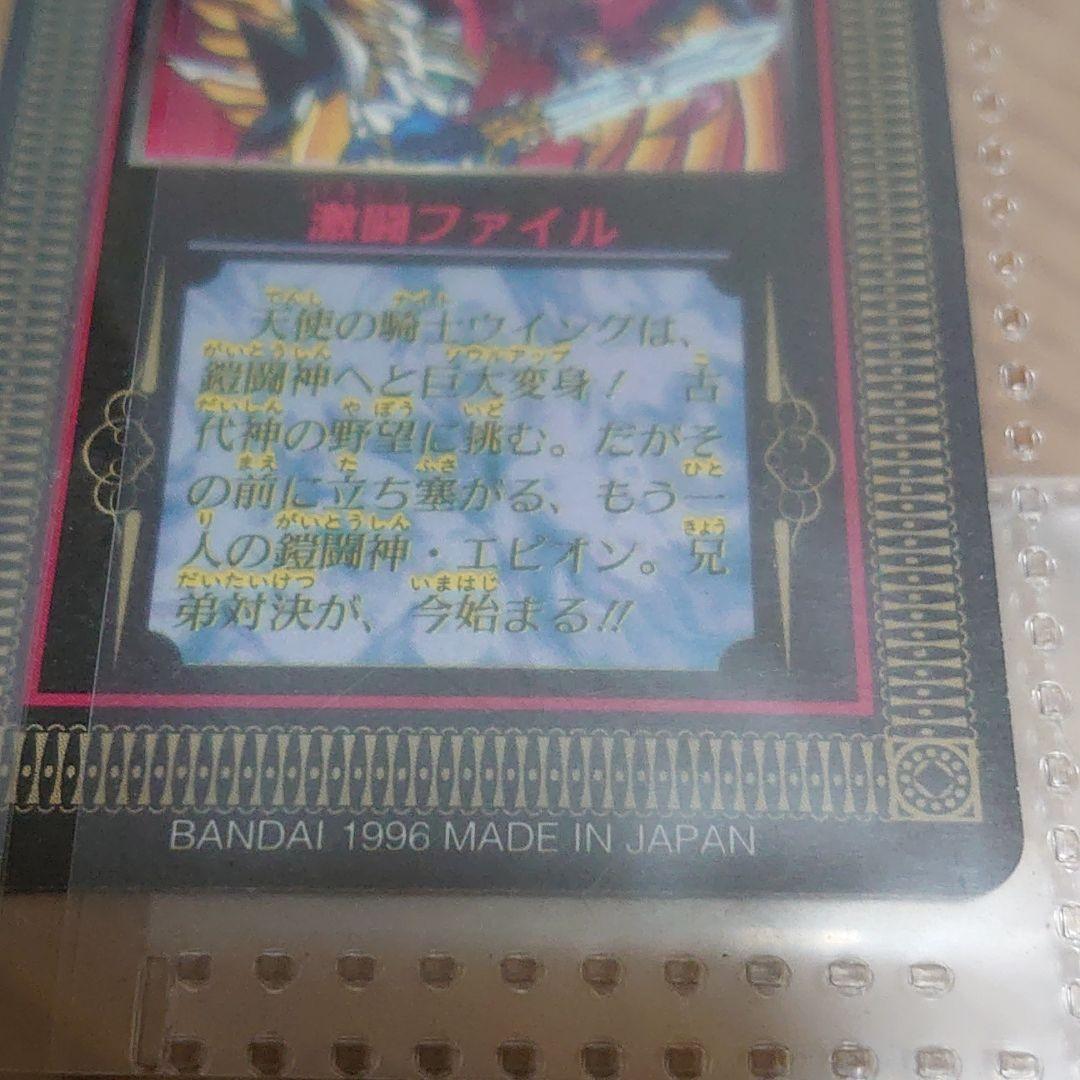 激闘ファイル
天使の騎士ウイングは、
鎧闘神へと巨大変身! 古
代神の野望に挑む。だがそ
の前に立ち塞がる、もう一
人の鎧闘神・エピオン。兄
弟対決が、今始まる!!
BANDAI 1996 MADE IN JAPAN